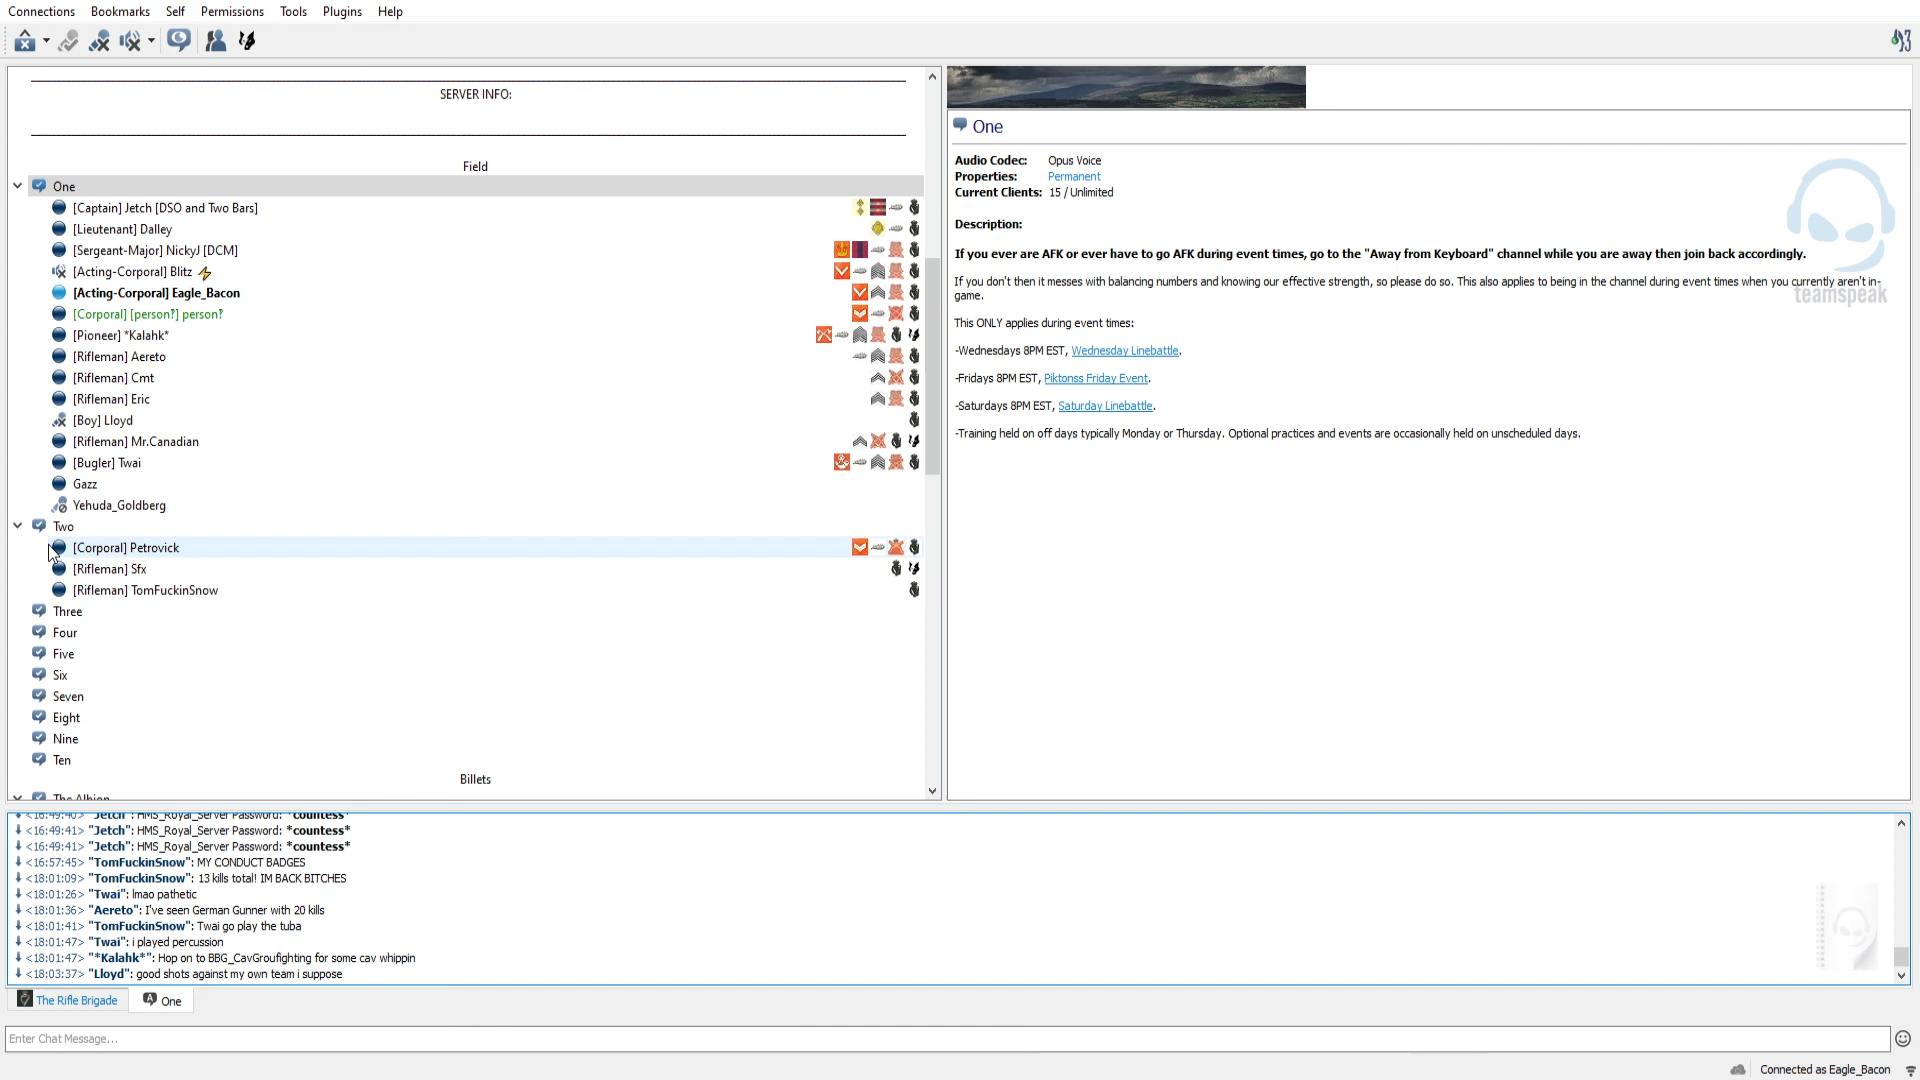 Connections Bookmarks Self Permissions Tools Plugins Help
SERVER INFO:
Field
One
[Captain] Jetch [DSO and Two Bars]
[Lieutenant] Dalley
[Sergeant-Major] NickyJ [DCM]
[Acting-Corporal] Blitz ⚡
[Acting-Corporal] Eagle_Bacon
[Corporal] [person?] person?
[Pioneer] *Kalahk*
[Rifleman] Aereto
[Rifleman] Cmt
[Rifleman] Eric
[Boy] Lloyd
[Rifleman] Mr.Canadian
[Bugler] Twai
Gazz
Yehuda_Goldberg
Two
[Corporal] Petrovick
[Rifleman] Sfx
[Rifleman] TomFuckinSnow
Three
Four
Five
Six
Seven
Eight
Nine
Ten
Billets
The Albion
One
Audio Codec: Opus Voice
Properties: Permanent
Current Clients: 15 / Unlimited
Description:
If you ever are AFK or ever have to go AFK during event times, go to the "Away from Keyboard" channel while you are away then join back accordingly.
If you don't then it messes with balancing numbers and knowing our effective strength, so please do so. This also applies to being in the channel during event times when you currently aren't in-
game.
This ONLY applies during event times:
-Wednesdays 8PM EST, Wednesday Linebattle.
-Fridays 8PM EST, Piktonss Friday Event.
-Saturdays 8PM EST, Saturday Linebattle.
-Training held on off days typically Monday or Thursday. Optional practices and events are occasionally held on unscheduled days.
teamspeak
<16:49:40> "Jetch": HMS_Royal_Server Password: *countess*
<16:49:41> "Jetch": HMS_Royal_Server Password: *countess*
<16:49:41> "Jetch": HMS_Royal_Server Password: *countess*
<16:57:45> "TomFuckinSnow": MY CONDUCT BADGES
<18:01:09> "TomFuckinSnow": 13 kills total! IM BACK BITCHES
<18:01:26> "Twai": lmao pathetic
<18:01:36> "Aereto": I've seen German Gunner with 20 kills
<18:01:41> "TomFuckinSnow": Twai go play the tuba
<18:01:47> "Twai": i played percussion
<18:01:47> "*Kalahk*": Hop on to BBG_CavGroufighting for some cav whippin
<18:03:37> "Lloyd": good shots against my own team i suppose
The Rifle Brigade
One
Enter Chat Message...
Connected as Eagle_Bacon